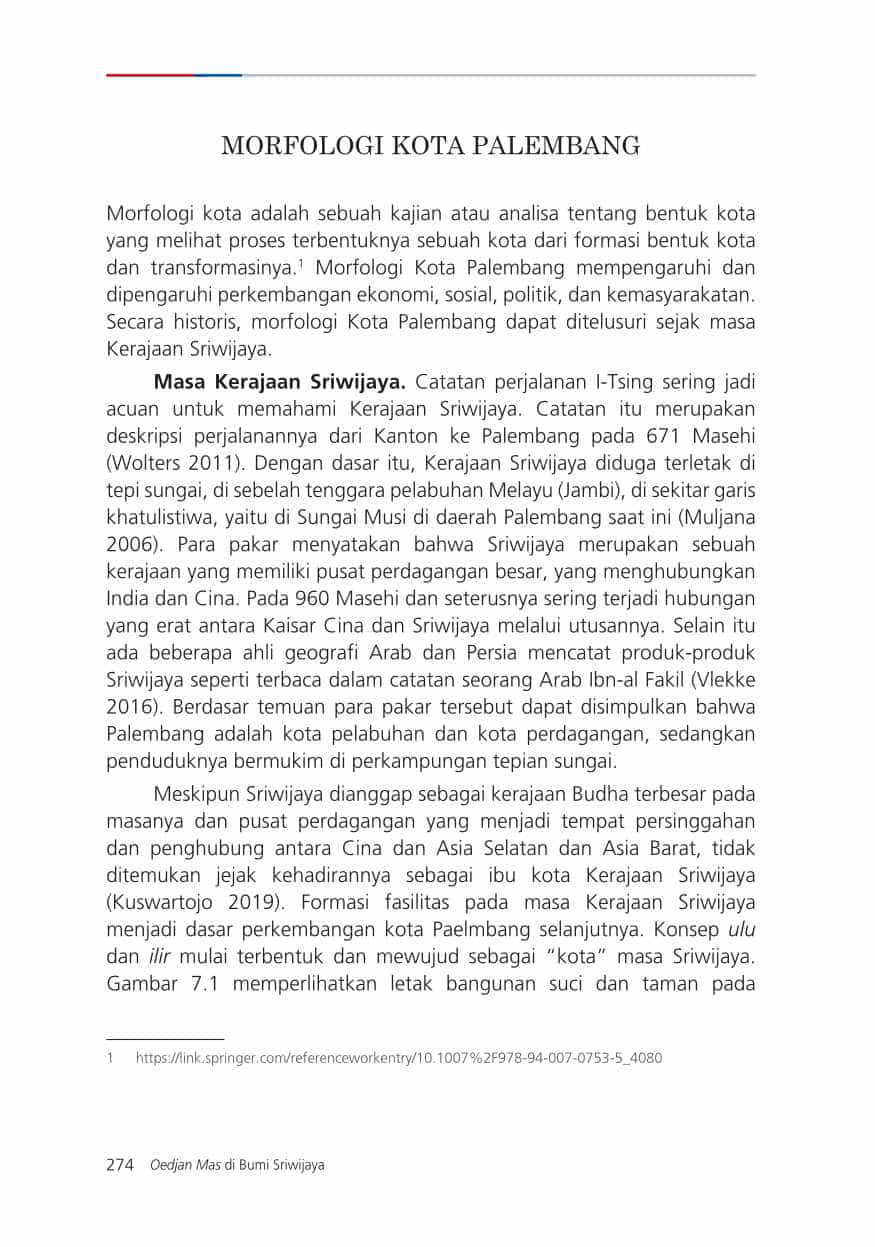 MORFOLOGI KOTA PALEMBANG
Morfologi kota adalah sebuah kajian atau analisa tentang bentuk kota
yang melihat proses terbentuknya sebuah kota dari formasi bentuk kota
dan transformasinya.¹ Morfologi Kota Palembang mempengaruhi dan
dipengaruhi perkembangan ekonomi, sosial, politik, dan kemasyarakatan.
Secara historis, morfologi Kota Palembang dapat ditelusuri sejak masa
Kerajaan Sriwijaya.
Masa Kerajaan Sriwijaya. Catatan perjalanan I-Tsing sering jadi
acuan untuk memahami Kerajaan Sriwijaya. Catatan itu merupakan
deskripsi perjalanannya dari Kanton ke Palembang pada 671 Masehi
(Wolters 2011). Dengan dasar itu, Kerajaan Sriwijaya diduga terletak di
tepi sungai, di sebelah tenggara pelabuhan Melayu (Jambi), di sekitar garis
khatulistiwa, yaitu di Sungai Musi di daerah Palembang saat ini (Muljana
2006). Para pakar menyatakan bahwa Sriwijaya merupakan sebuah
kerajaan yang memiliki pusat perdagangan besar, yang menghubungkan
India dan Cina. Pada 960 Masehi dan seterusnya sering terjadi hubungan
yang erat antara Kaisar Cina dan Sriwijaya melalui utusannya. Selain itu
ada beberapa ahli geografi Arab dan Persia mencatat produk-produk
Sriwijaya seperti terbaca dalam catatan seorang Arab Ibn-al Fakil (Vlekke
2016). Berdasar temuan para pakar tersebut dapat disimpulkan bahwa
Palembang adalah kota pelabuhan dan kota perdagangan, sedangkan
penduduknya bermukim di perkampungan tepian sungai.
Meskipun Sriwijaya dianggap sebagai kerajaan Budha terbesar pada
masanya dan pusat perdagangan yang menjadi tempat persinggahan
dan penghubung antara Cina dan Asia Selatan dan Asia Barat, tidak
ditemukan jejak kehadirannya sebagai ibu kota Kerajaan Sriwijaya
(Kuswartojo 2019). Formasi fasilitas pada masa Kerajaan Sriwijaya
menjadi dasar perkembangan kota Paelmbang selanjutnya. Konsep ulu
dan ilir mulai terbentuk dan mewujud sebagai “kota” masa Sriwijaya.
Gambar 7.1 memperlihatkan letak bangunan suci dan taman pada
1 https://link.springer.com/referenceworkentry/10.1007%2F978-94-007-0753-5_4080
274 Oedjan Mas di Bumi Sriwijaya